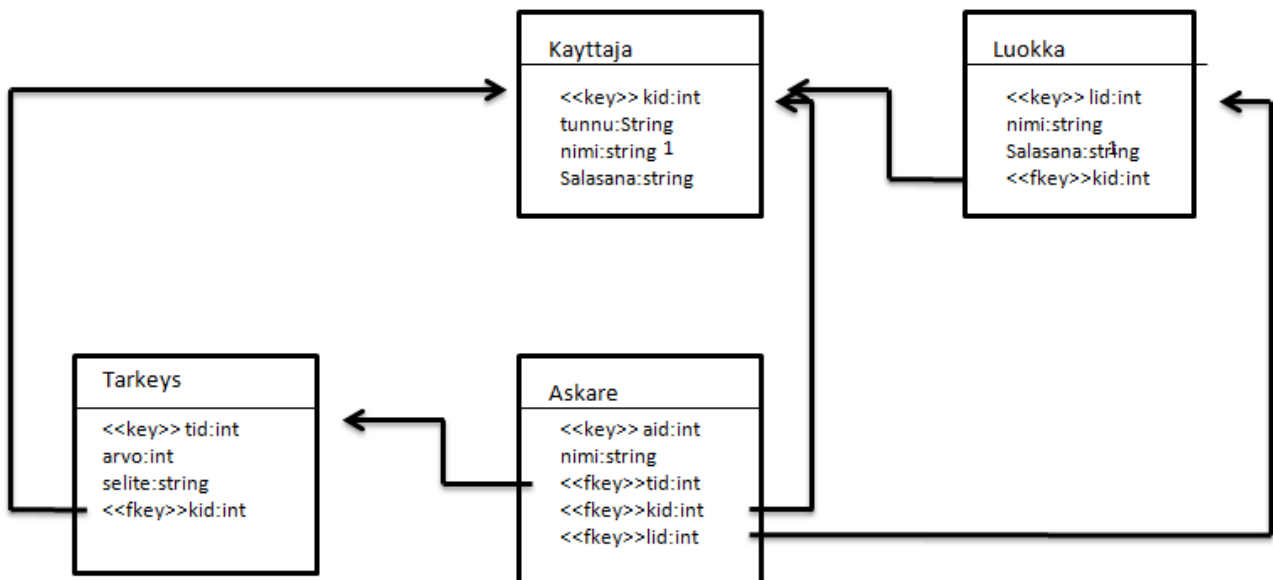 Kayttaja
<<key>> kid:int
tunnu:String
nimi:string 1
Salasana:string
Luokka
<<key>> lid:int
nimi:string
Salasana:string
1
<<fkey>>kid:int
Tarkeys
<<key>> tid:int
arvo:int
selite:string
<<fkey>>kid:int
Askare
<<key>> aid:int
nimi:string
<<fkey>>tid:int
<<fkey>>kid:int
<<fkey>>lid:int